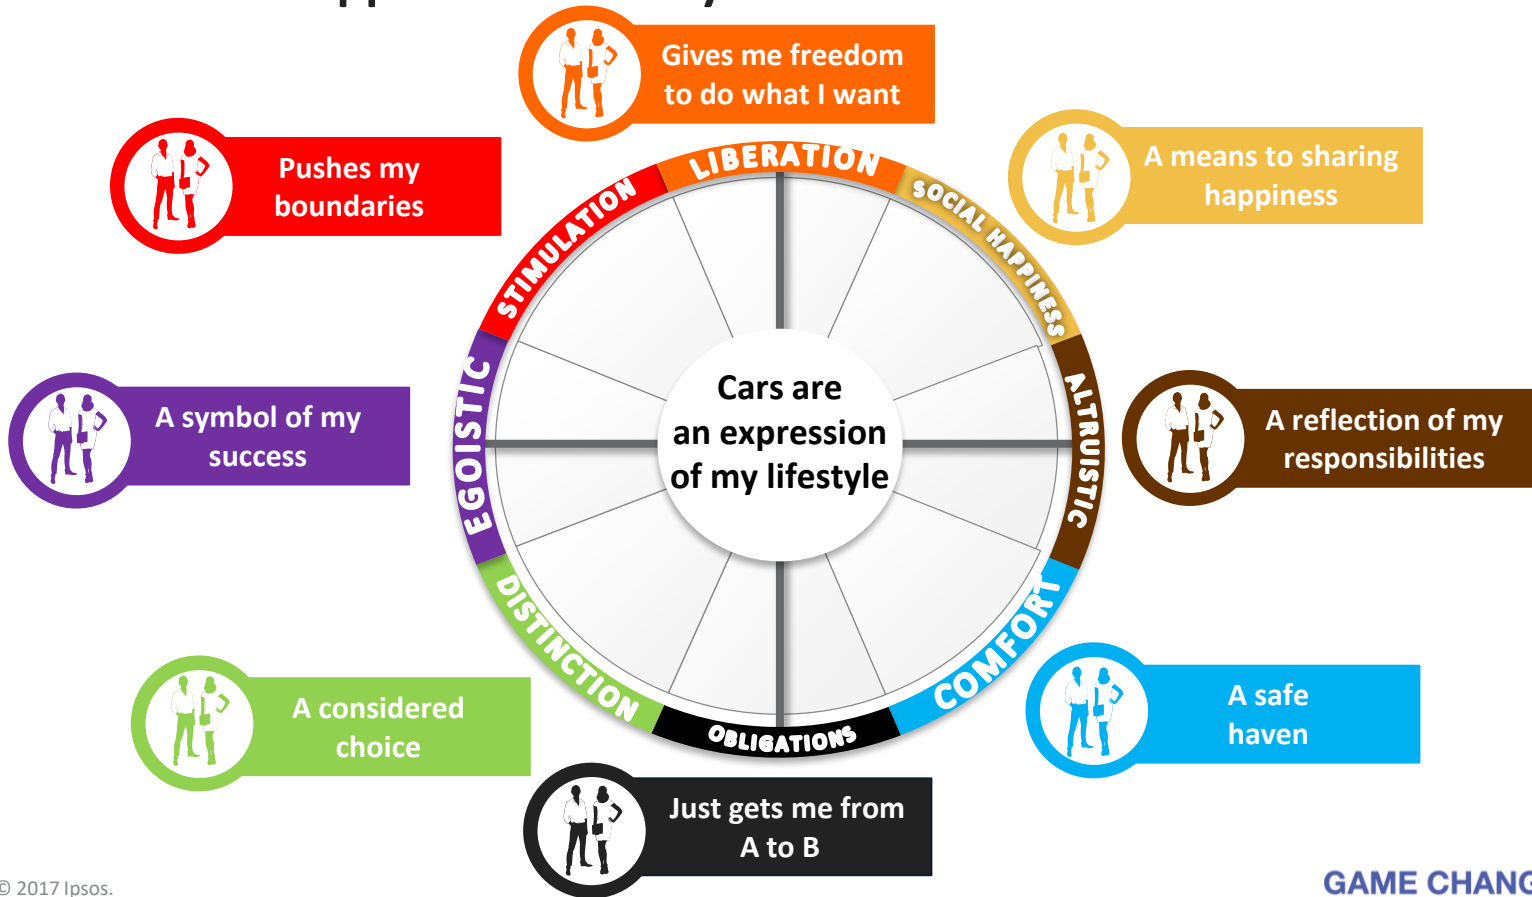 Gives me freedom
to do what I want
Pushes my
boundaries
A means to sharing
happiness
LIBERATION
STIMULATION
SOCIAL HAPPINESS
EGOISTIC
ALTRUISTIC
Cars are
an expression
of my lifestyle
A symbol of my
success
A reflection of my
responsibilities
DISTINCTION
COMFORT
OBLIGATIONS
A considered
choice
A safe
haven
Just gets me from
A to B
© 2017 Ipsos.
GAME CHANG